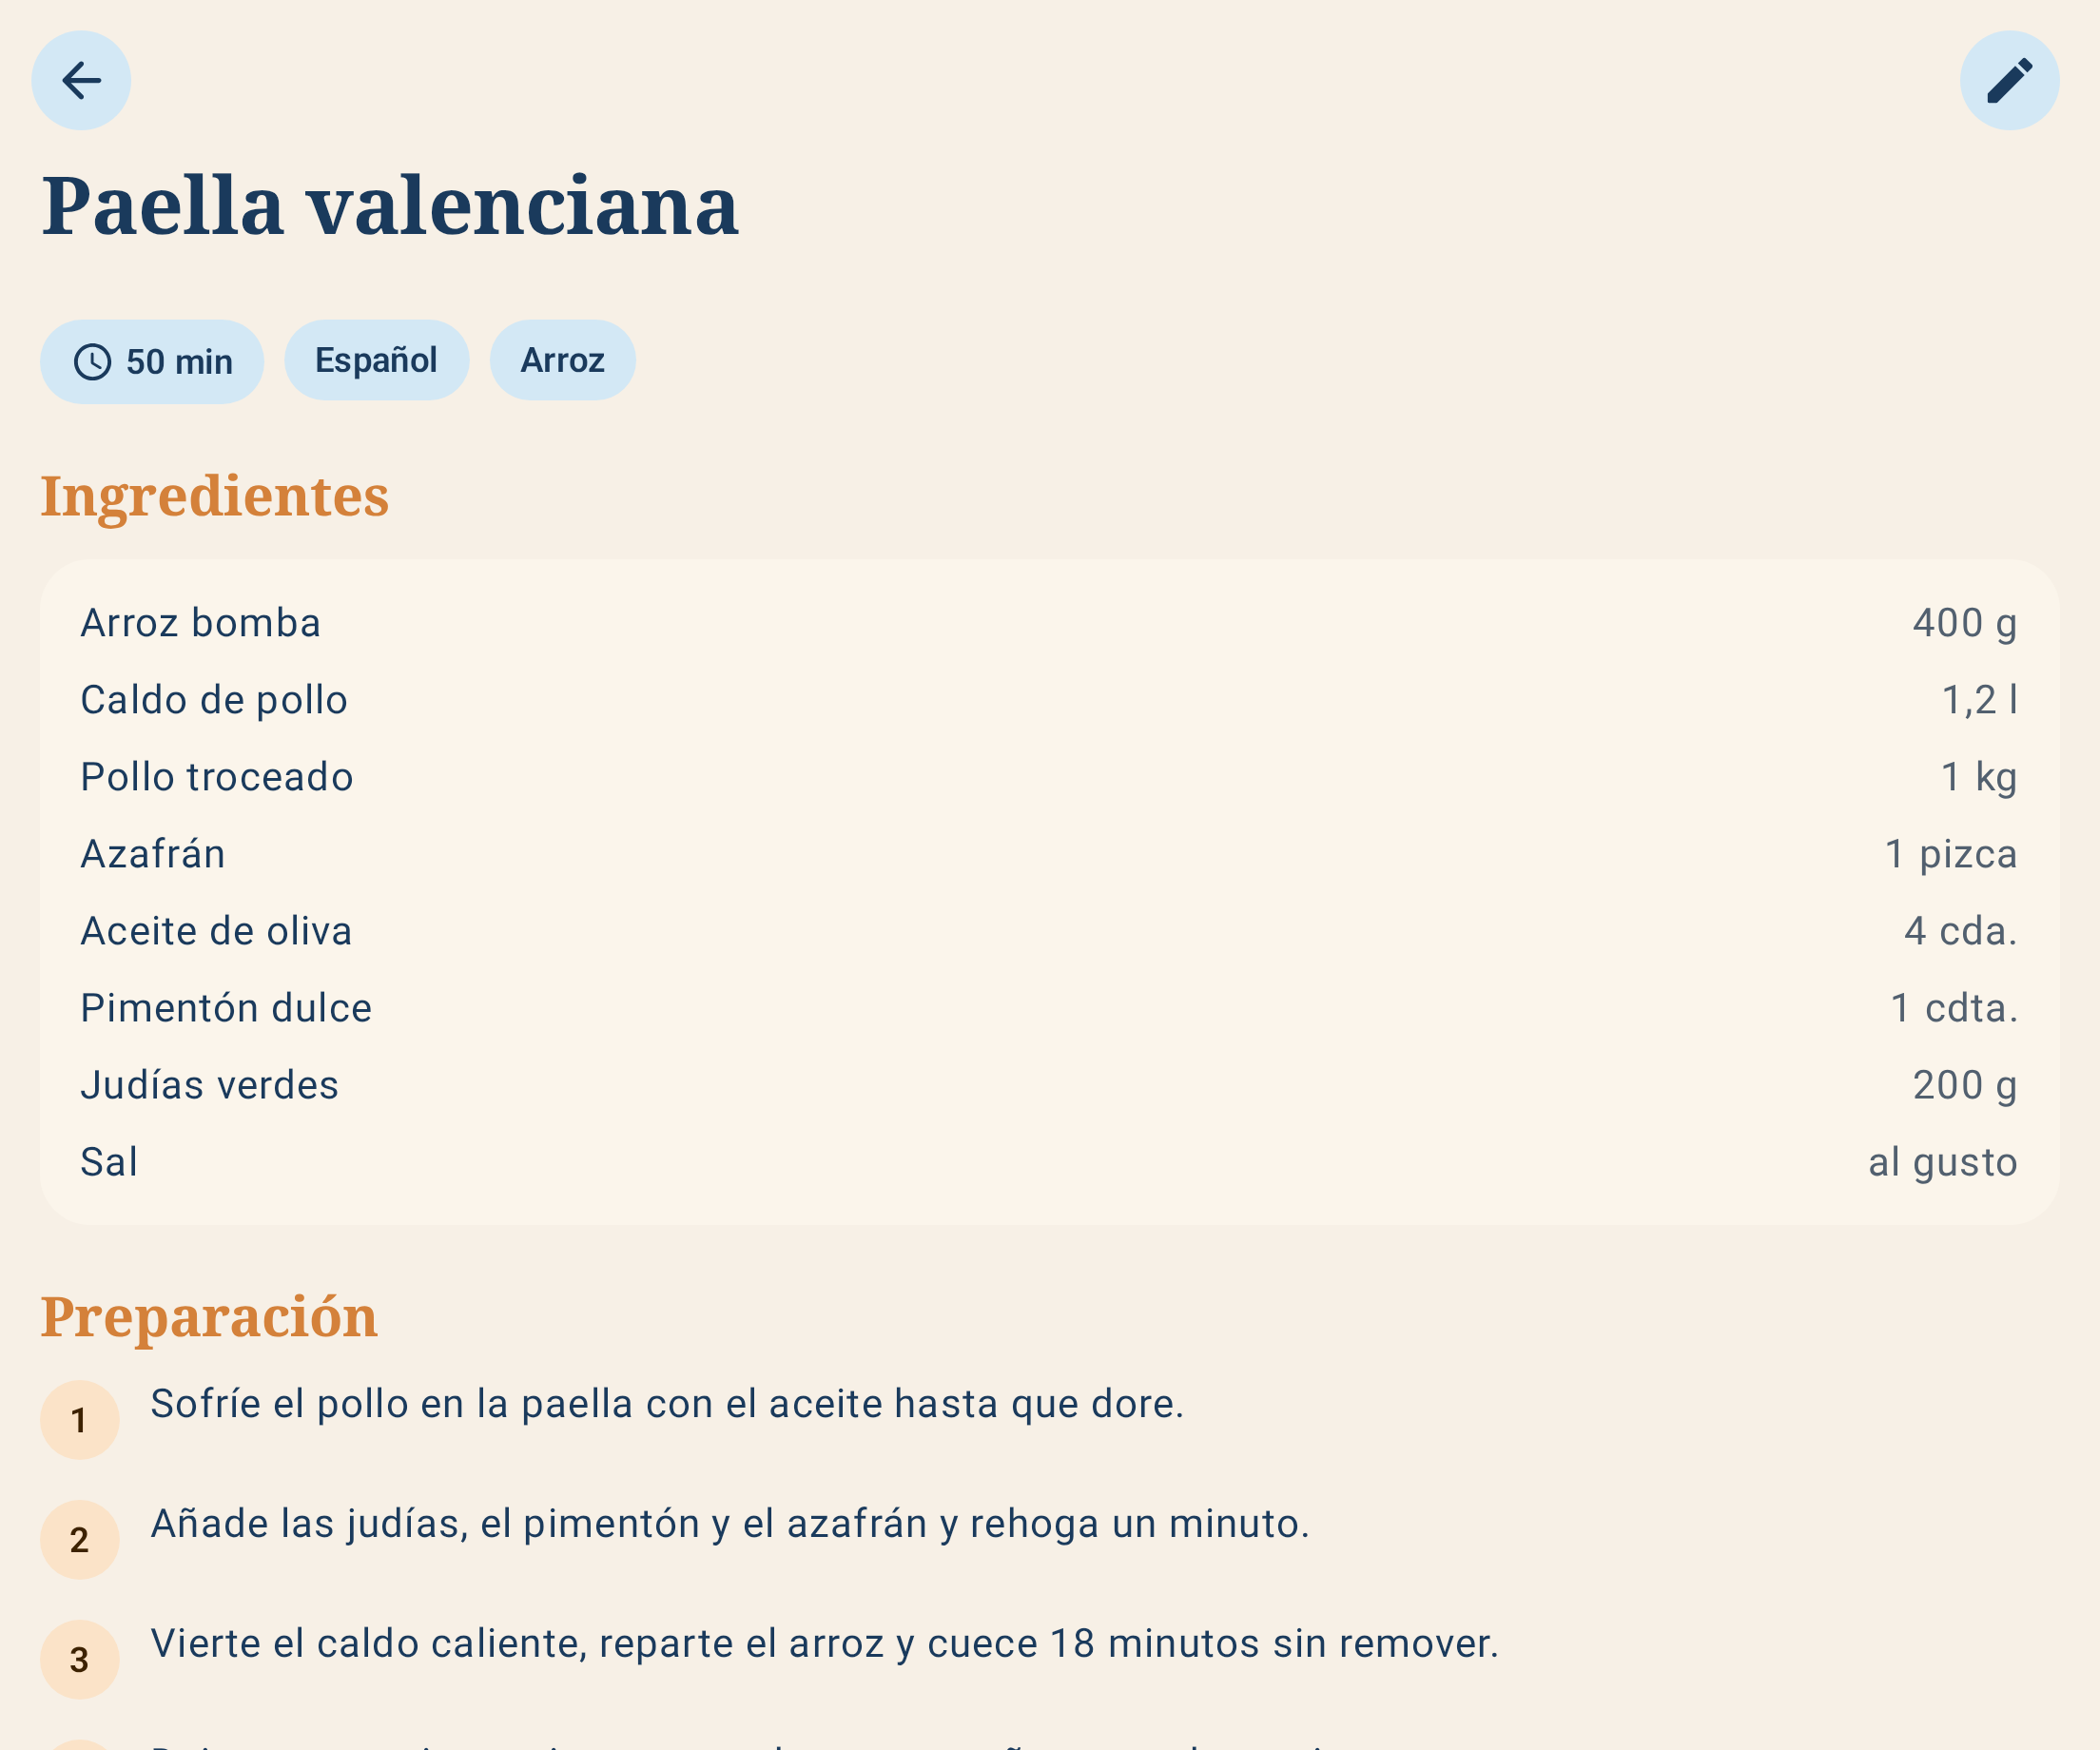 Paella valenciana
50 min Español Arroz
Ingredientes
Arroz bomba 400 g
Caldo de pollo 1,2 l
Pollo troceado 1 kg
Azafrán 1 pizca
Aceite de oliva 4 cda.
Pimentón dulce 1 cdta.
Judías verdes 200 g
Sal al gusto
Preparación
1 Sofríe el pollo en la paella con el aceite hasta que dore.
2 Añade las judías, el pimentón y el azafrán y rehoga un minuto.
3 Vierte el caldo caliente, reparte el arroz y cuece 18 minutos sin remover.